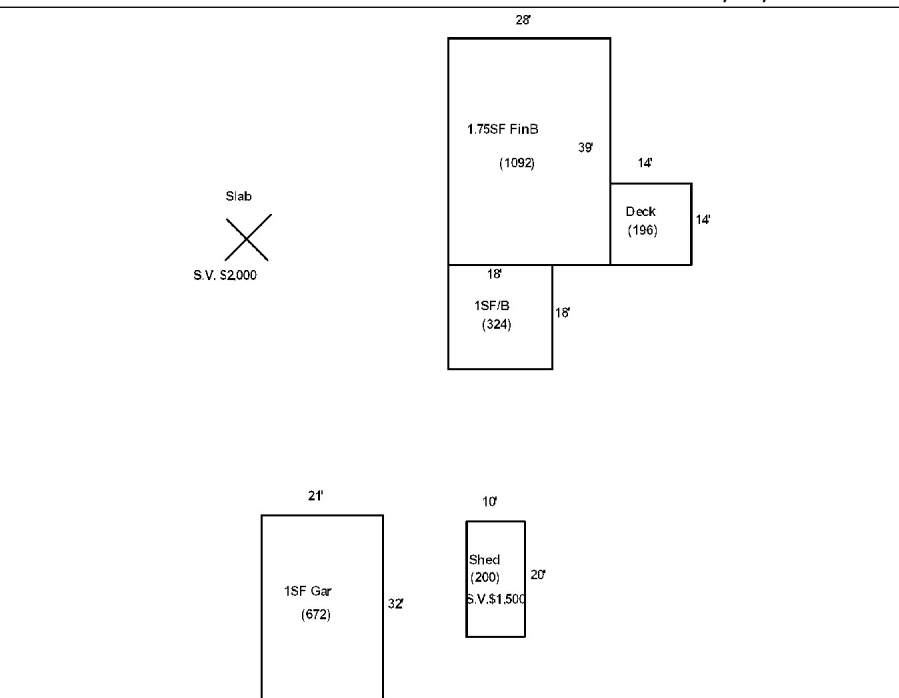 28'
1.75SF FinB
(1092)
39'
14'
Deck
(196)
14'
Slab
S.V. $2,000
18'
1SF/B
(324)
18'
21'
1SF Gar
(672)
32'
10'
Shed
(200)
S.V.$1,500
20'